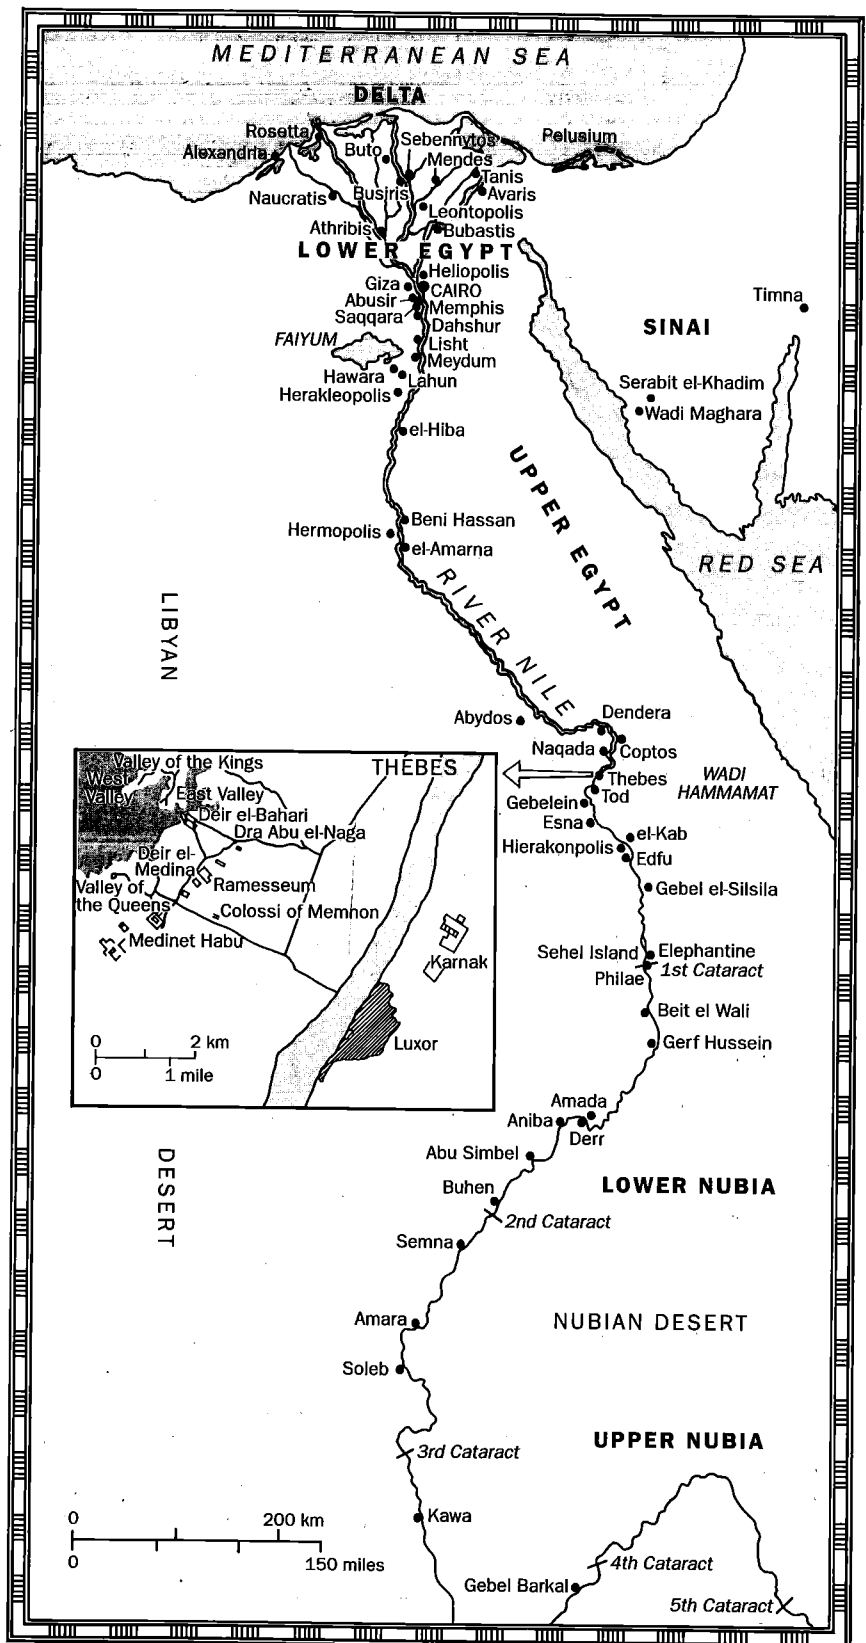 MEDITERRANEAN SEA
DELTA
Rosetta
Alexandria
Buto
Sebennytos
Mendes
Pelusium
Tanis
Avaris
Naucratis
Busiris
Leontopolis
Athribis
Bubastis
LOWER EGYPT
Heliopolis
Giza
CAIRO
Abusir
Memphis
Saqqara
Dahshur
FAIYUM
Lisht
Meydum
Hawara
Lahun
Herakleopolis
el-Hiba
Timna
SINAI
Serabit el-Khadim
Wadi Maghara
UPPER EGYPT
Beni Hassan
Hermopolis
el-Amarna
RED SEA
RIVER NILE
LIBYAN
Abydos
Dendera
Naqada
Coptos
Thebes
WADI
HAMMAMAT
Tod
Gebelein
Esna
el-Kab
Hierakonpolis
Edfu
Gebel el-Silsila
Sehel Island
Elephantine
1st Cataract
Philae
Beit el Wali
Gerf Hussein
THEBES
Valley of the Kings
West
Valley
East Valley
Deir el-Bahari
Dra Abu el-Naga
Deir el-
Medina
Valley of
the Queens
Ramesseum
Colossi of Memnon
Medinet Habu
Karnak
Luxor
0 2 km
0 1 mile
Amada
Aniba
Derr
DESERT
Abu Simbel
LOWER NUBIA
Buhen
2nd Cataract
Semna
Amara
NUBIAN DESERT
Soleb
UPPER NUBIA
3rd Cataract
Kawa
0 200 km
0 150 miles
4th Cataract
Gebel Barkal
5th Cataract